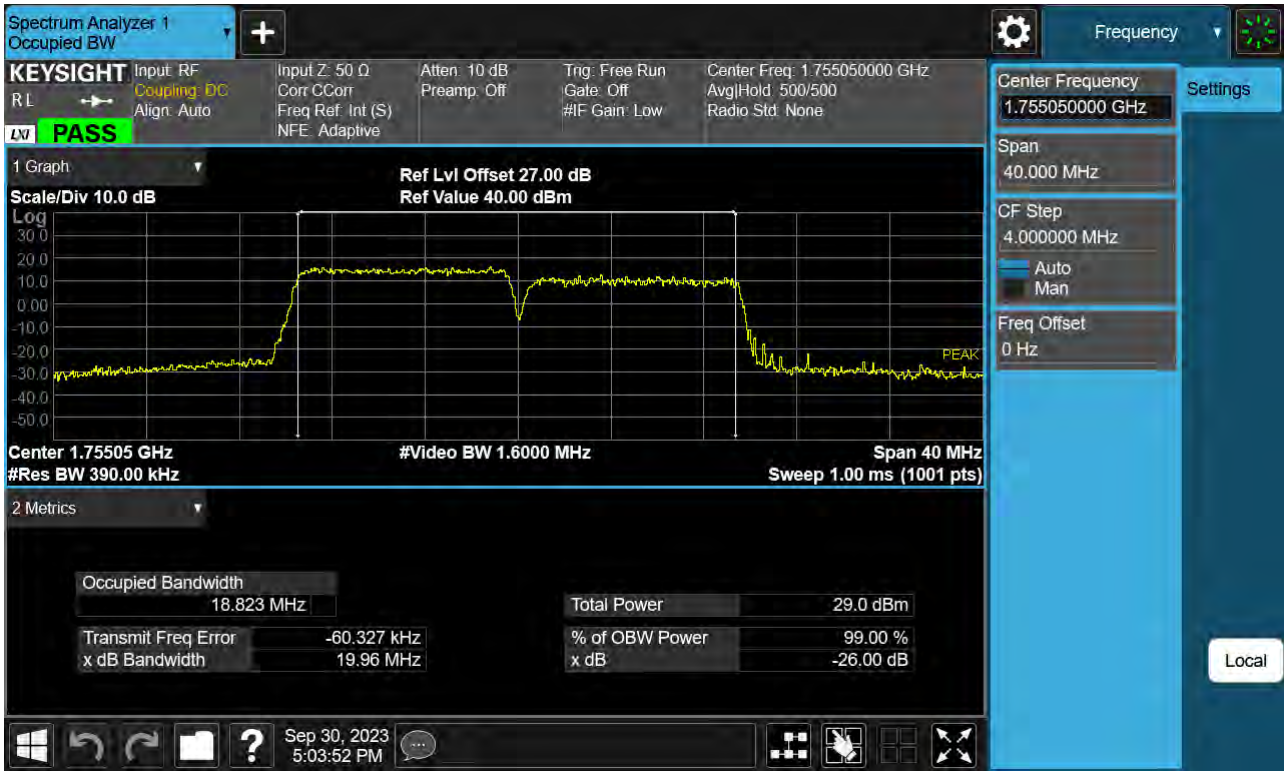 Spectrum Analyzer 1
Occupied BW
+
Frequency
KEYSIGHT
RL
LXI PASS
Input: RF
Coupling: DC
Align: Auto
Input Z: 50 Ω
Corr CCorr
Freq Ref: Int (S)
NFE: Adaptive
Atten: 10 dB
Preamp: Off
Trig: Free Run
Gate: Off
#IF Gain: Low
Center Freq: 1.755050000 GHz
Avg|Hold: 500/500
Radio Std: None
Center Frequency
1.755050000 GHz
Settings
Span
40.000 MHz
CF Step
4.000000 MHz
Auto
Man
Freq Offset
0 Hz
Local
1 Graph
Scale/Div 10.0 dB
Ref Lvl Offset 27.00 dB
Ref Value 40.00 dBm
Log
30.0
20.0
10.0
0.00
-10.0
-20.0
-30.0
-40.0
-50.0
PEAK
Center 1.75505 GHz
#Video BW 1.6000 MHz
Span 40 MHz
#Res BW 390.00 kHz
Sweep 1.00 ms (1001 pts)
2 Metrics
Occupied Bandwidth
18.823 MHz
Transmit Freq Error -60.327 kHz
x dB Bandwidth 19.96 MHz
Total Power 29.0 dBm
% of OBW Power 99.00 %
x dB -26.00 dB
?
Sep 30, 2023
5:03:52 PM